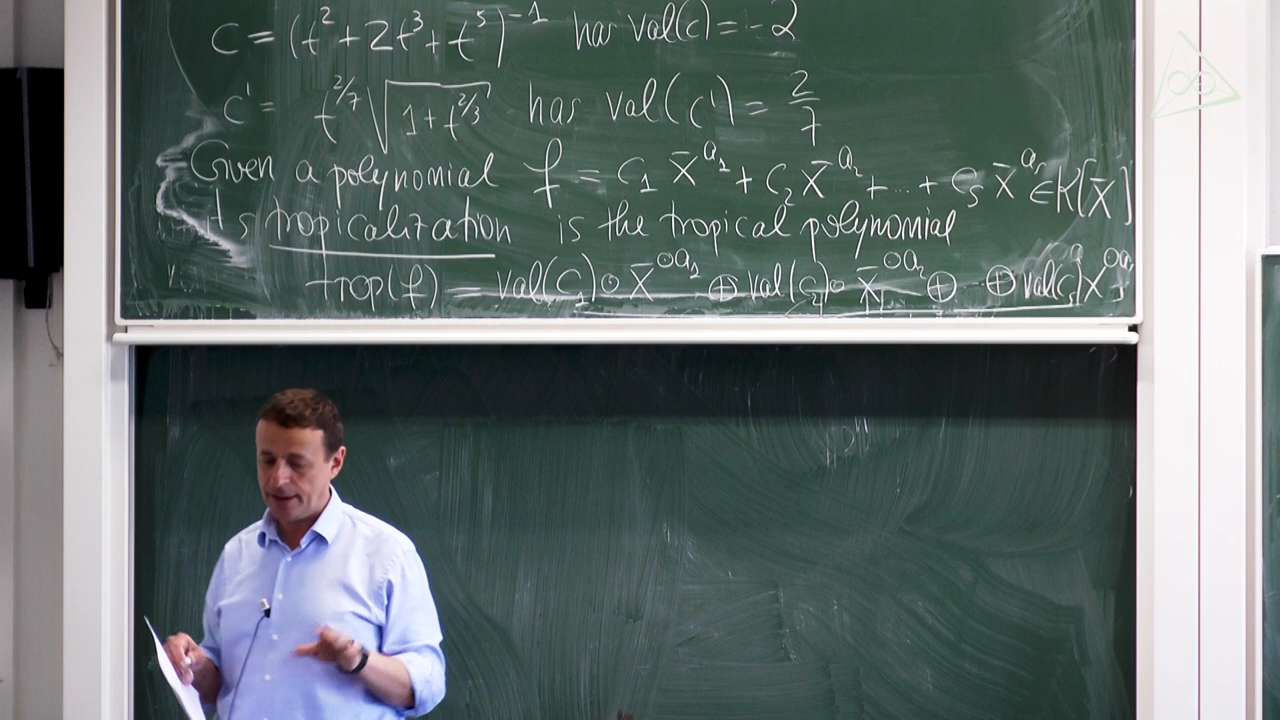 c = (t² + 2t³ + t⁵)⁻¹ has val(c) = -2
c' = t^{2/7} √(1 + t^{2/3}) has val(c') = 2/7
Given a polynomial f = c₁ x̄^{a₁} + c₂ x̄^{a₂} + ... + c_s x̄^{a_s} ∈ K[x̄]
its tropicalization is the tropical polynomial
trop(f) = val(c₁) ⊙ x̄^{⊙a₁} ⊕ val(c₂) ⊙ x̄^{⊙a₂} ⊕ ⊕ val(c_s) x^{⊙a_s}